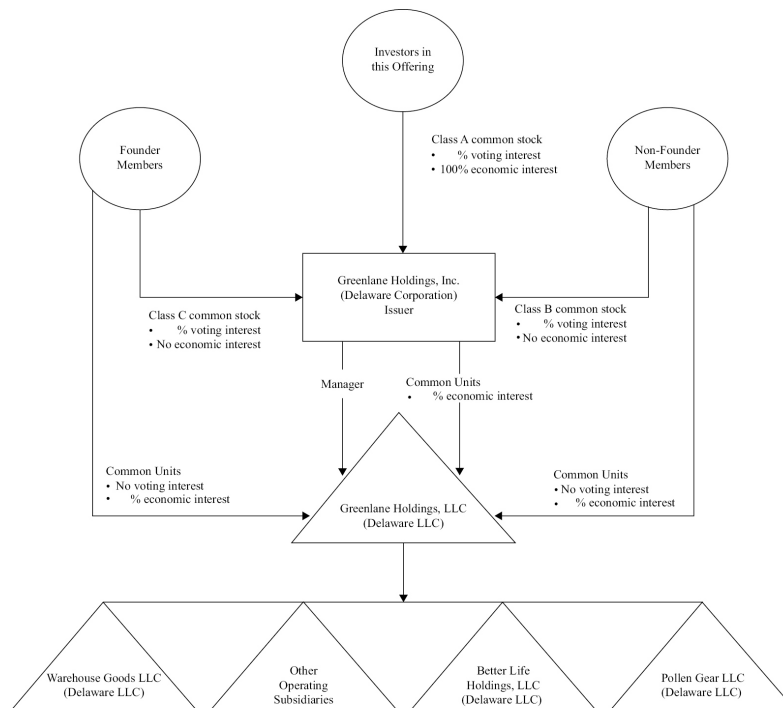 Investors in
this Offering
Founder
Members
Non-Founder
Members
Class A common stock
• % voting interest
• 100% economic interest
Greenlane Holdings, Inc.
(Delaware Corporation)
Issuer
Class C common stock
• % voting interest
• No economic interest
Class B common stock
• % voting interest
• No economic interest
Manager
Common Units
• % economic interest
Common Units
• No voting interest
• % economic interest
Common Units
• No voting interest
• % economic interest
Greenlane Holdings, LLC
(Delaware LLC)
Warehouse Goods LLC
(Delaware LLC)
Other
Operating
Subsidiaries
Better Life
Holdings, LLC
(Delaware LLC)
Pollen Gear LLC
(Delaware LLC)